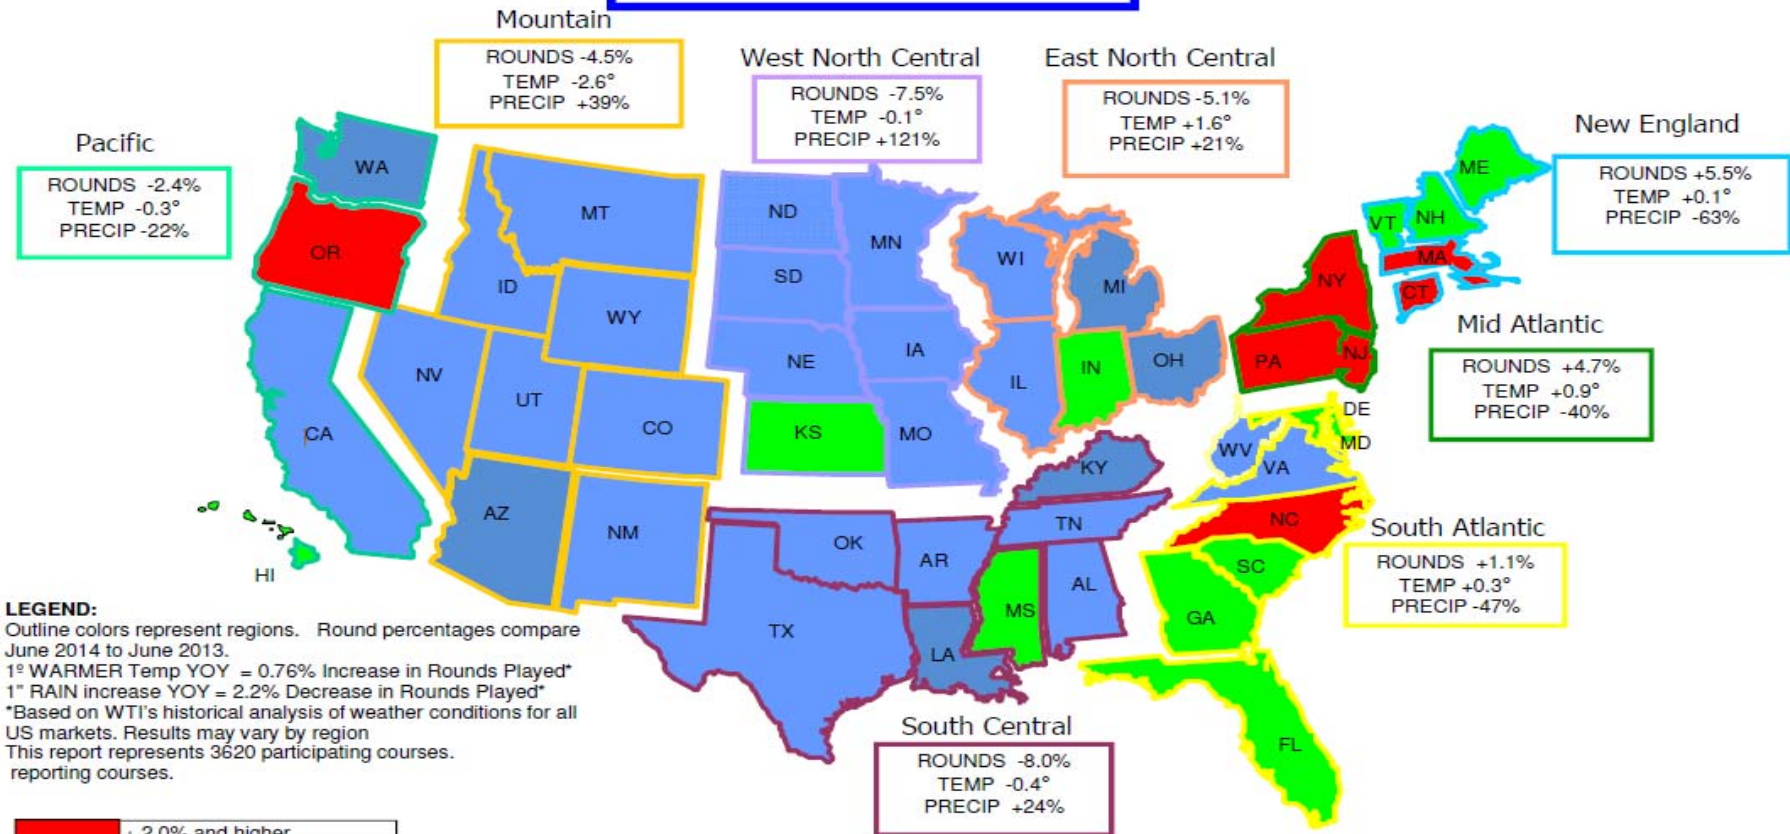 Mountain
ROUNDS -4.5%
TEMP -2.6°
PRECIP +39%
West North Central
ROUNDS -7.5%
TEMP -0.1°
PRECIP +121%
East North Central
ROUNDS -5.1%
TEMP +1.6°
PRECIP +21%
New England
ROUNDS +5.5%
TEMP +0.1°
PRECIP -63%
Pacific
ROUNDS -2.4%
TEMP -0.3°
PRECIP -22%
Mid Atlantic
ROUNDS +4.7%
TEMP +0.9°
PRECIP -40%
South Atlantic
ROUNDS +1.1%
TEMP +0.3°
PRECIP -47%
South Central
ROUNDS -8.0%
TEMP -0.4°
PRECIP +24%
WA
OR
CA
HI
MT
ID
WY
NV
UT
CO
AZ
NM
ND
SD
NE
KS
MN
IA
MO
WI
MI
IL
IN
OH
KY
TN
OK
AR
TX
LA
MS
AL
ME
VT
NH
MA
CT
NY
PA
NJ
DE
MD
WV
VA
NC
SC
GA
FL
LEGEND:
Outline colors represent regions. Round percentages compare
June 2014 to June 2013.
1º WARMER Temp YOY = 0.76% Increase in Rounds Played*
1" RAIN increase YOY = 2.2% Decrease in Rounds Played*
*Based on WTI's historical analysis of weather conditions for all
US markets. Results may vary by region
This report represents 3620 participating courses.
reporting courses.
2.0% and higher